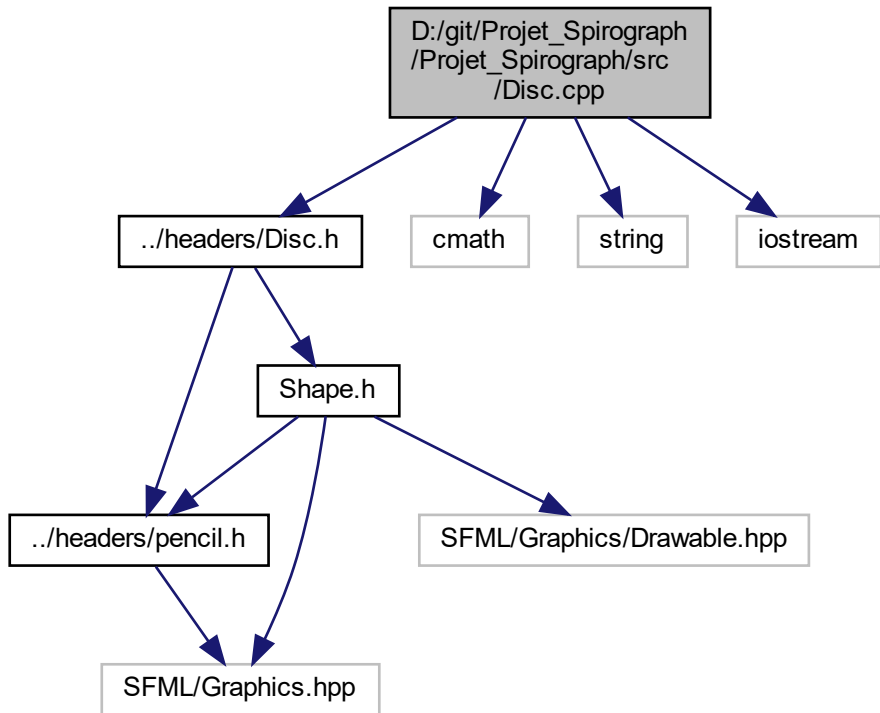 D:/git/Projet_Spirograph
/Projet_Spirograph/src
/Disc.cpp
../headers/Disc.h
cmath
string
iostream
Shape.h
../headers/pencil.h
SFML/Graphics/Drawable.hpp
SFML/Graphics.hpp